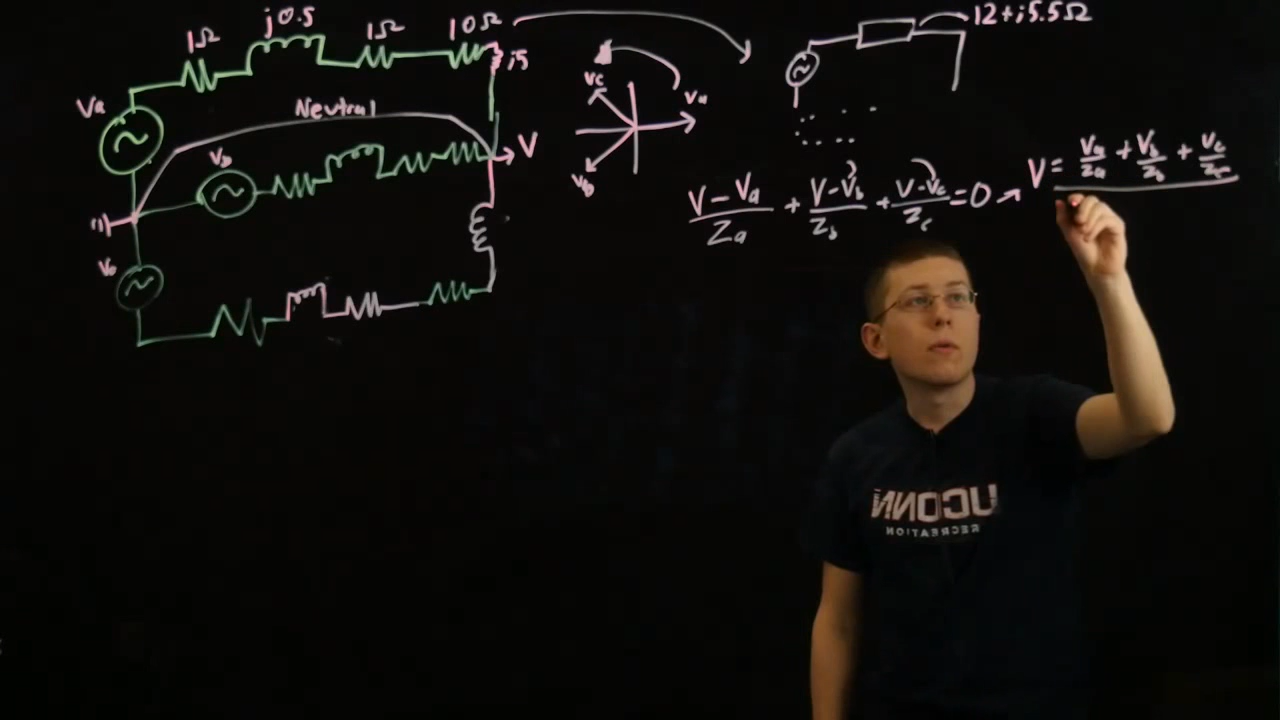 1Ω j0.5 1Ω 10Ω
j5
12+j5.5Ω
Va
Neutral
Vb
V
Vc
Va
Vb
V - Va / Za + V - Vb / Zb + V - Vc / Zc = 0
V = Va / Za + Vb / Zb + Vc / Zc
UCONN
RECREATION